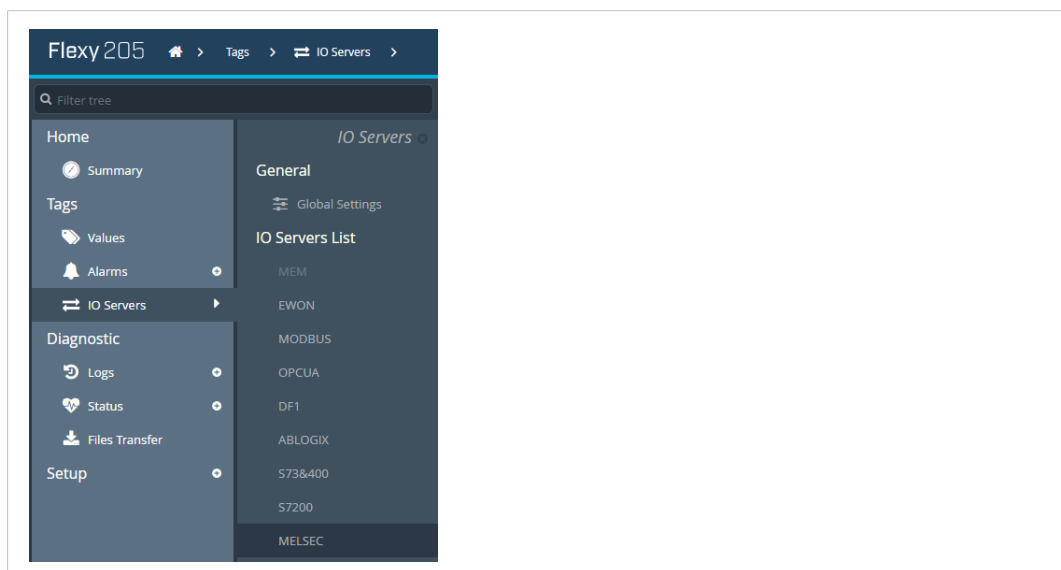 Flexy 205 > Tags > IO Servers >
Filter tree
Home
Summary
Tags
Values
Alarms
IO Servers
Diagnostic
Logs
Status
Files Transfer
Setup
IO Servers
General
Global Settings
IO Servers List
MEM
EWON
MODBUS
OPCUA
DF1
ABLOGIX
S73&400
S7200
MELSEC